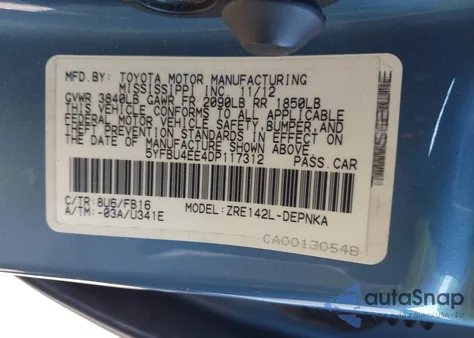 MFD.BY: TOYOTA MOTOR MANUFACTURING
MISSISSIPPI INC. 11/12
GVWR 3840LB GAWR FR 2090LB RR 1850LB
THIS VEHICLE CONFORMS TO ALL APPLICABLE
FEDERAL MOTOR VEHICLE SAFETY,BUMPER,AND
THEFT PREVENTION STANDARDS IN EFFECT ON
THE DATE OF MANUFACTURE SHOWN ABOVE.
5YFBU4EE4DP117312 PASS.CAR
C/TR: 8U6/FB16
A/TM: -03A/U341E MODEL:ZRE142L-DEPNKA
CA0013054B
autoSnap